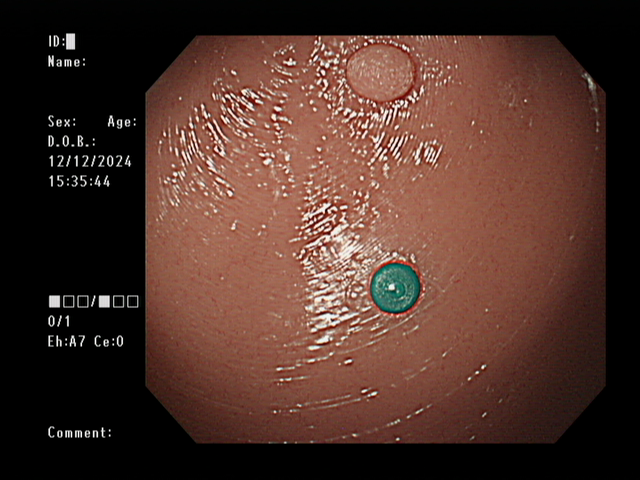 ID:
Name:
Sex: Age:
D.O.B.:
12/12/2024
15:35:44
■□□/■□□
0/1
Eh:A7 Ce:0
Comment: